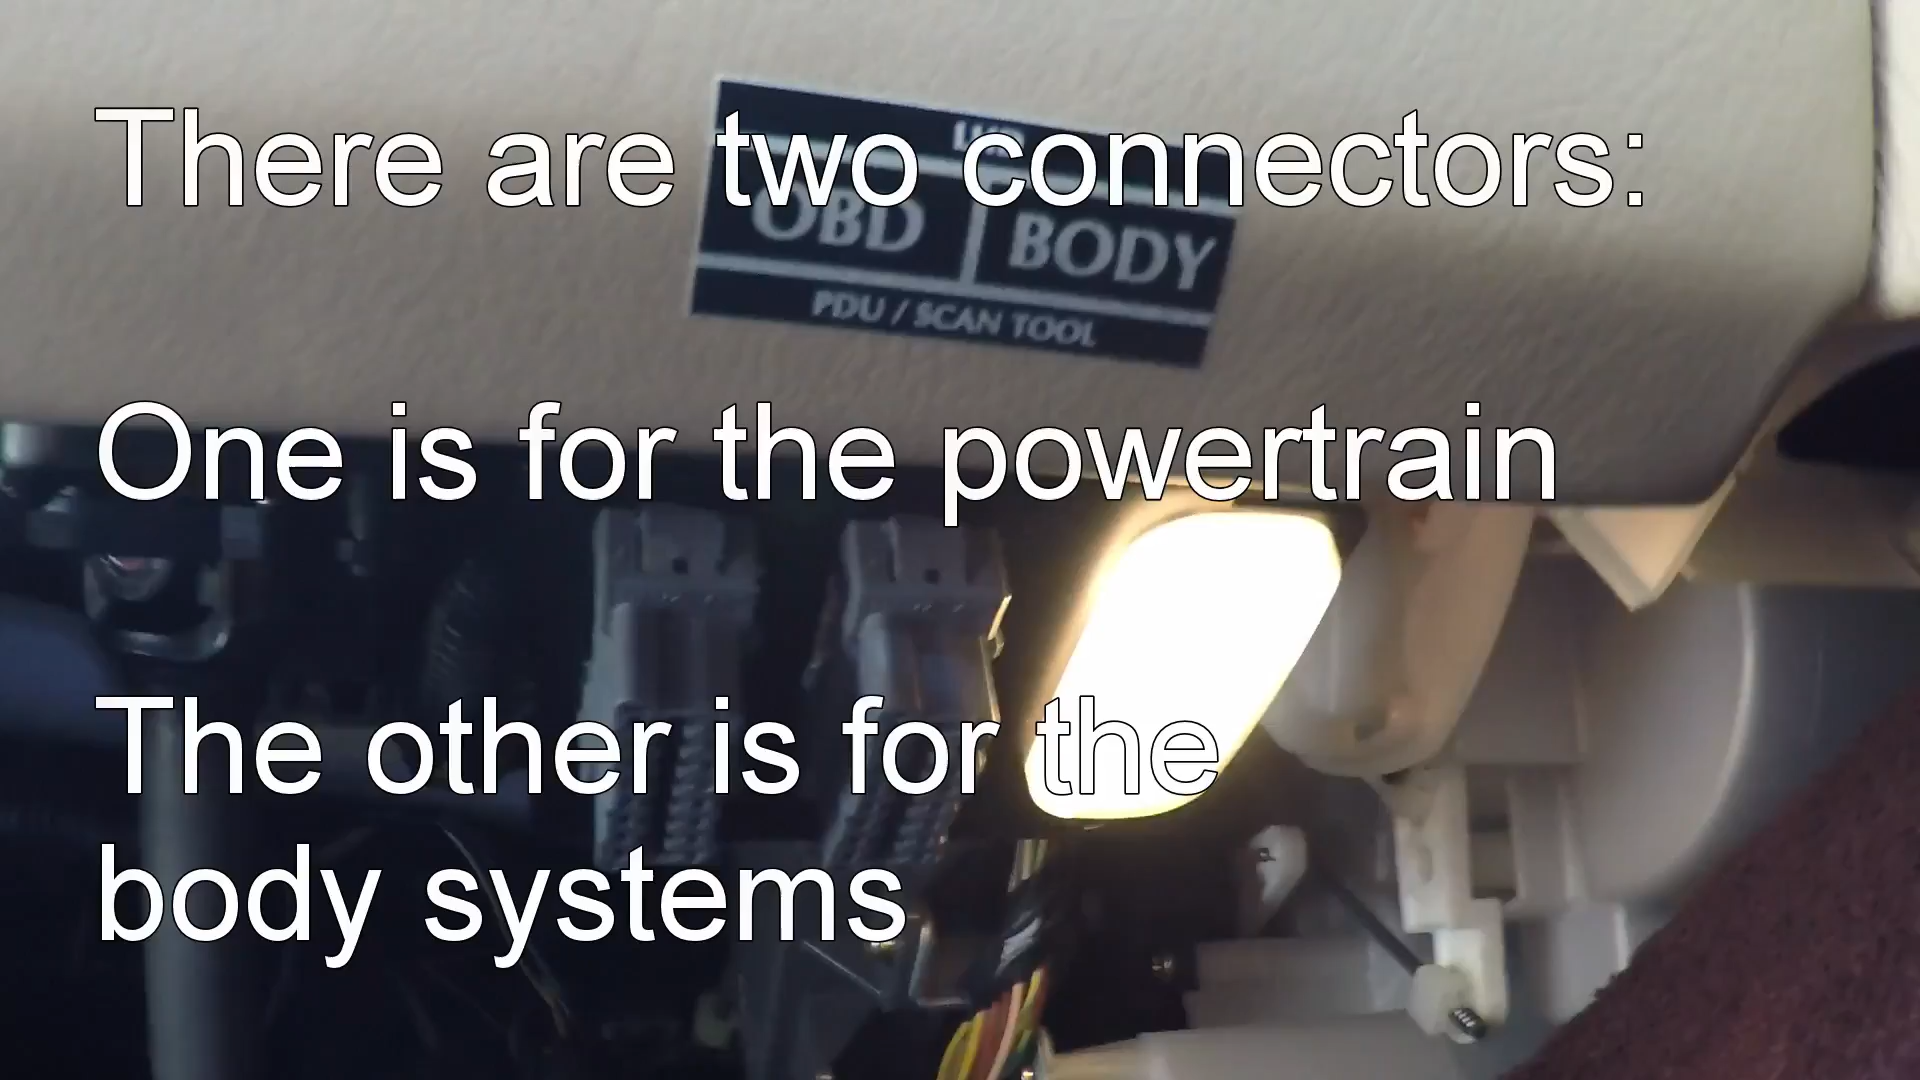 There are two connectors:
OBD BODY
PDU / SCAN TOOL
One is for the powertrain
The other is for the
body systems